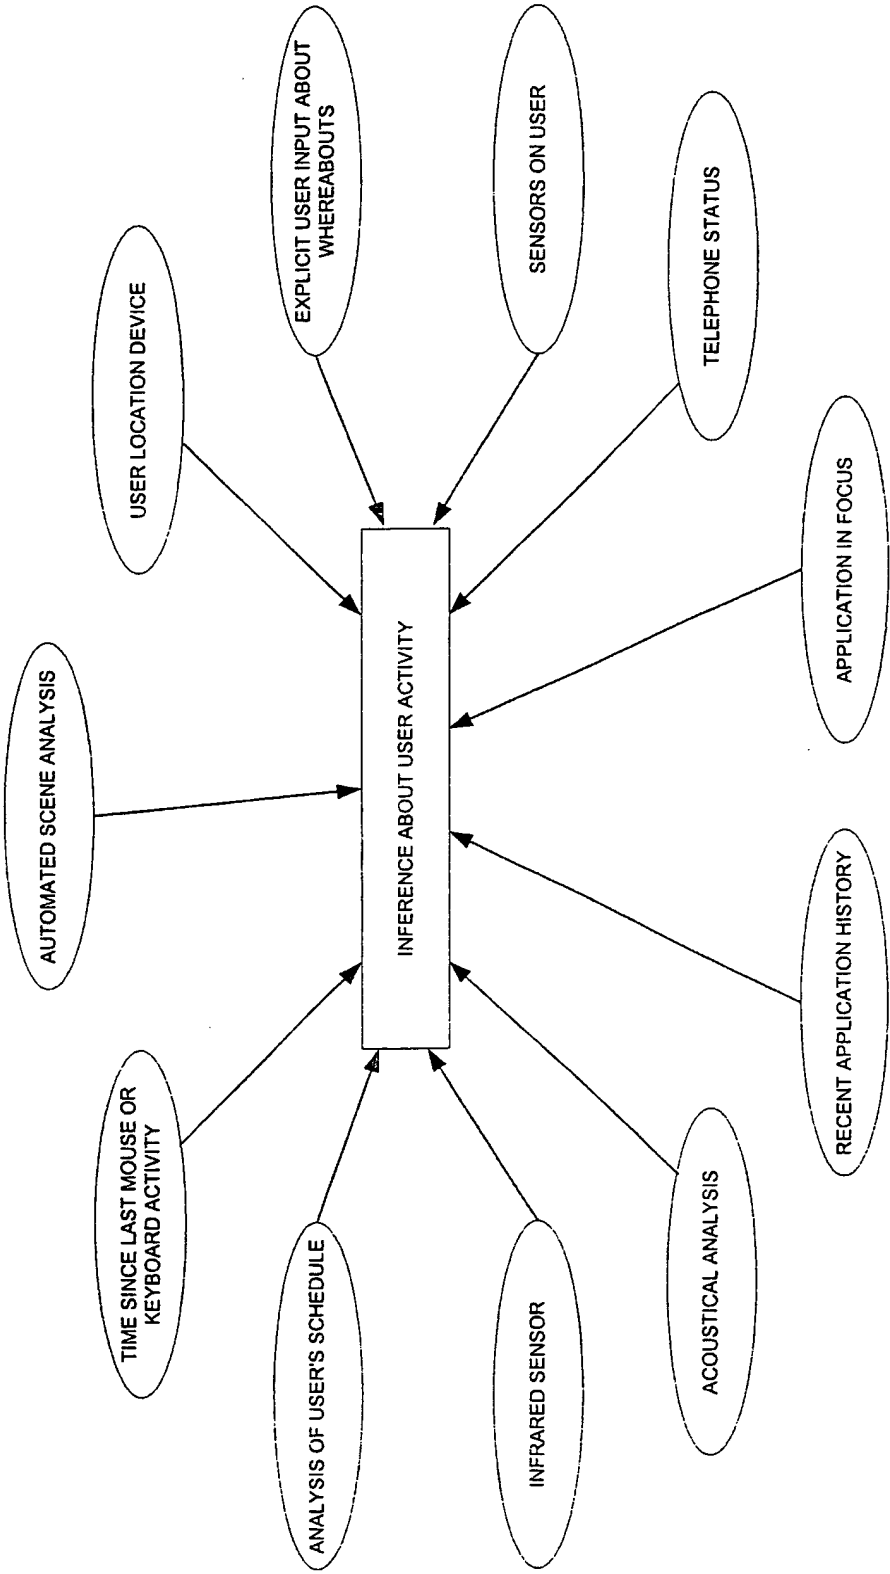 AUTOMATED SCENE ANALYSIS
TIME SINCE LAST MOUSE OR
KEYBOARD ACTIVITY
USER LOCATION DEVICE
ANALYSIS OF USER'S SCHEDULE
EXPLICIT USER INPUT ABOUT
WHEREABOUTS
INFERENCE ABOUT USER ACTIVITY
INFRARED SENSOR
SENSORS ON USER
ACOUSTICAL ANALYSIS
TELEPHONE STATUS
RECENT APPLICATION HISTORY
APPLICATION IN FOCUS